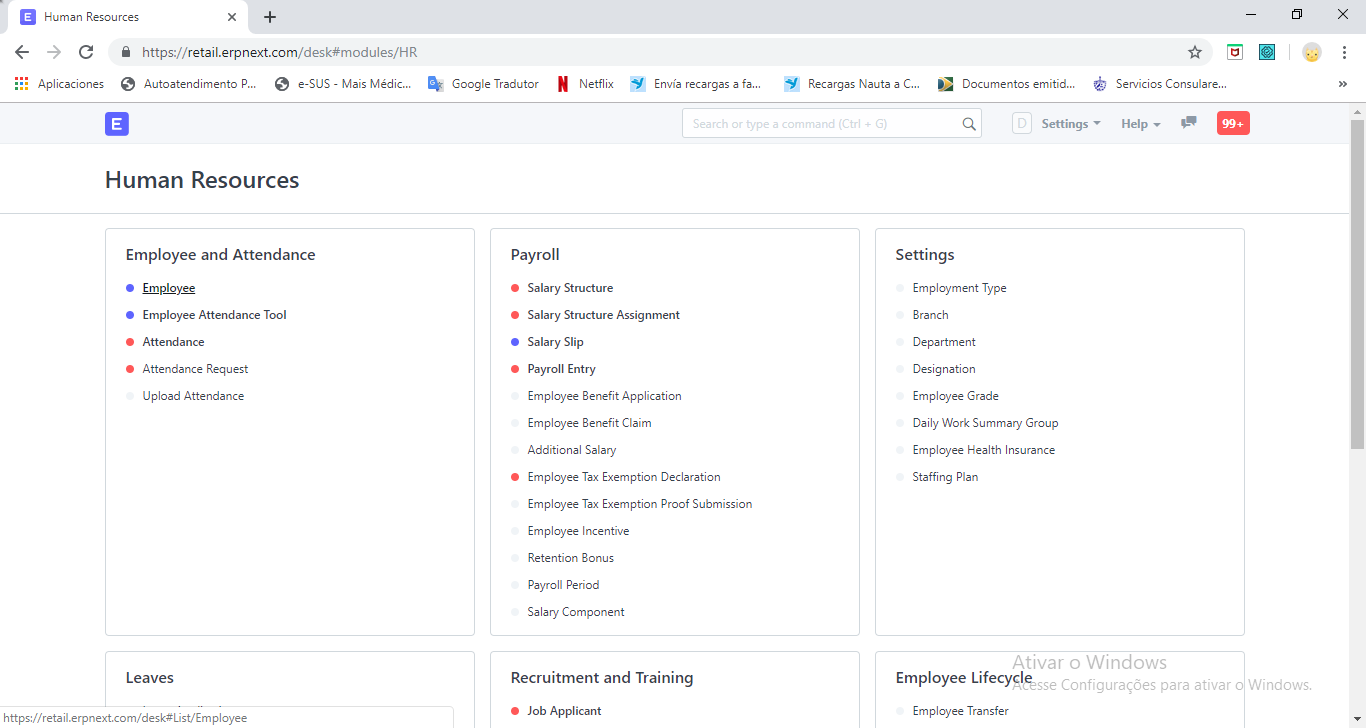 E Human Resources
https://retail.erpnext.com/desk#modules/HR
Aplicaciones Autoatendimento P... e-SUS - Mais Médic... Google Tradutor Netflix Envía recargas a fa... Recargas Nauta a C... Documentos emitid... Servicios Consulare... »
E Search or type a command (Ctrl + G) D Settings Help 99+
Human Resources
Employee and Attendance
Employee
Employee Attendance Tool
Attendance
Attendance Request
Upload Attendance
Payroll
Salary Structure
Salary Structure Assignment
Salary Slip
Payroll Entry
Employee Benefit Application
Employee Benefit Claim
Additional Salary
Employee Tax Exemption Declaration
Employee Tax Exemption Proof Submission
Employee Incentive
Retention Bonus
Payroll Period
Salary Component
Settings
Employment Type
Branch
Department
Designation
Employee Grade
Daily Work Summary Group
Employee Health Insurance
Staffing Plan
Leaves
Recruitment and Training
Job Applicant
Employee Lifecycle
Employee Transfer
Ativar o Windows
Acesse Configurações para ativar o Windows.
https://retail.erpnext.com/desk#List/Employee